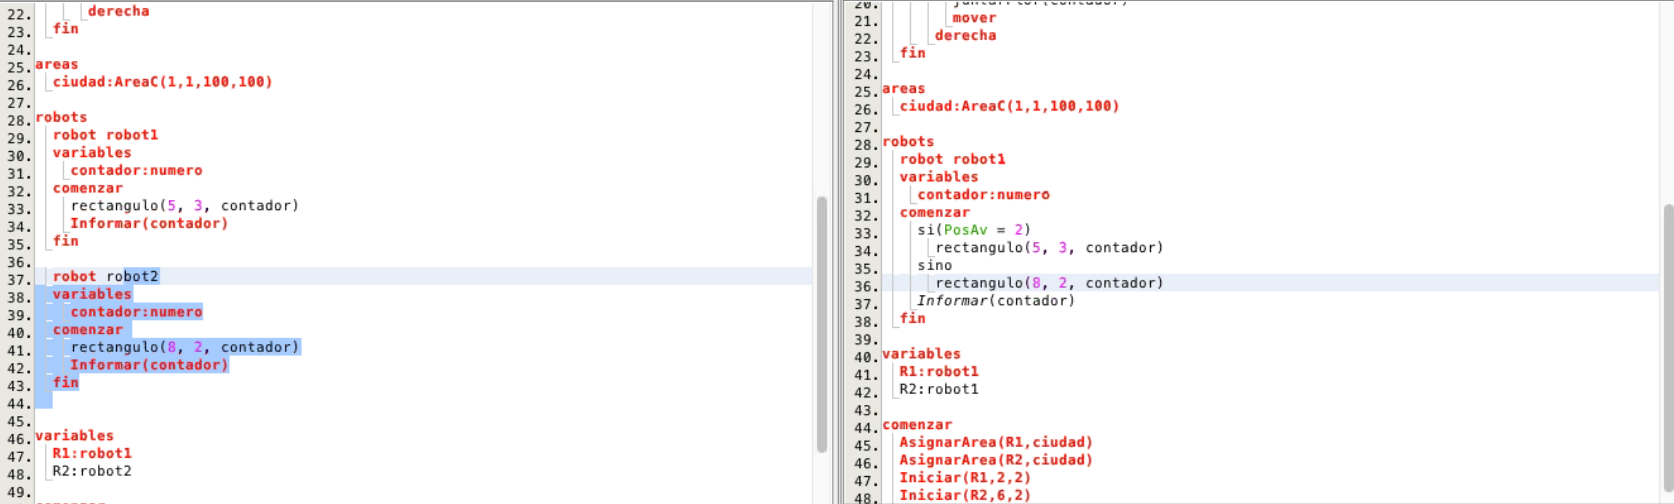 22. derecha
23. fin
24.
25. areas
26. ciudad:AreaC(1,1,100,100)
27.
28. robots
29. robot robot1
30. variables
31. contador:numero
32. comenzar
33. rectangulo(5, 3, contador)
34. Informar(contador)
35. fin
36.
37. robot robot2
38. variables
39. contador:numero
40. comenzar
41. rectangulo(8, 2, contador)
42. Informar(contador)
43. fin
44.
45.
46. variables
47. R1:robot1
48. R2:robot2
49.
20.
21. mover
22. derecha
23. fin
24.
25. areas
26. ciudad:AreaC(1,1,100,100)
27.
28. robots
29. robot robot1
30. variables
31. contador:numero
32. comenzar
33. si(PosAv = 2)
34. rectangulo(5, 3, contador)
35. sino
36. rectangulo(8, 2, contador)
37. Informar(contador)
38. fin
39.
40. variables
41. R1:robot1
42. R2:robot1
43.
44. comenzar
45. AsignarArea(R1,ciudad)
46. AsignarArea(R2,ciudad)
47. Iniciar(R1,2,2)
48. Iniciar(R2,6,2)